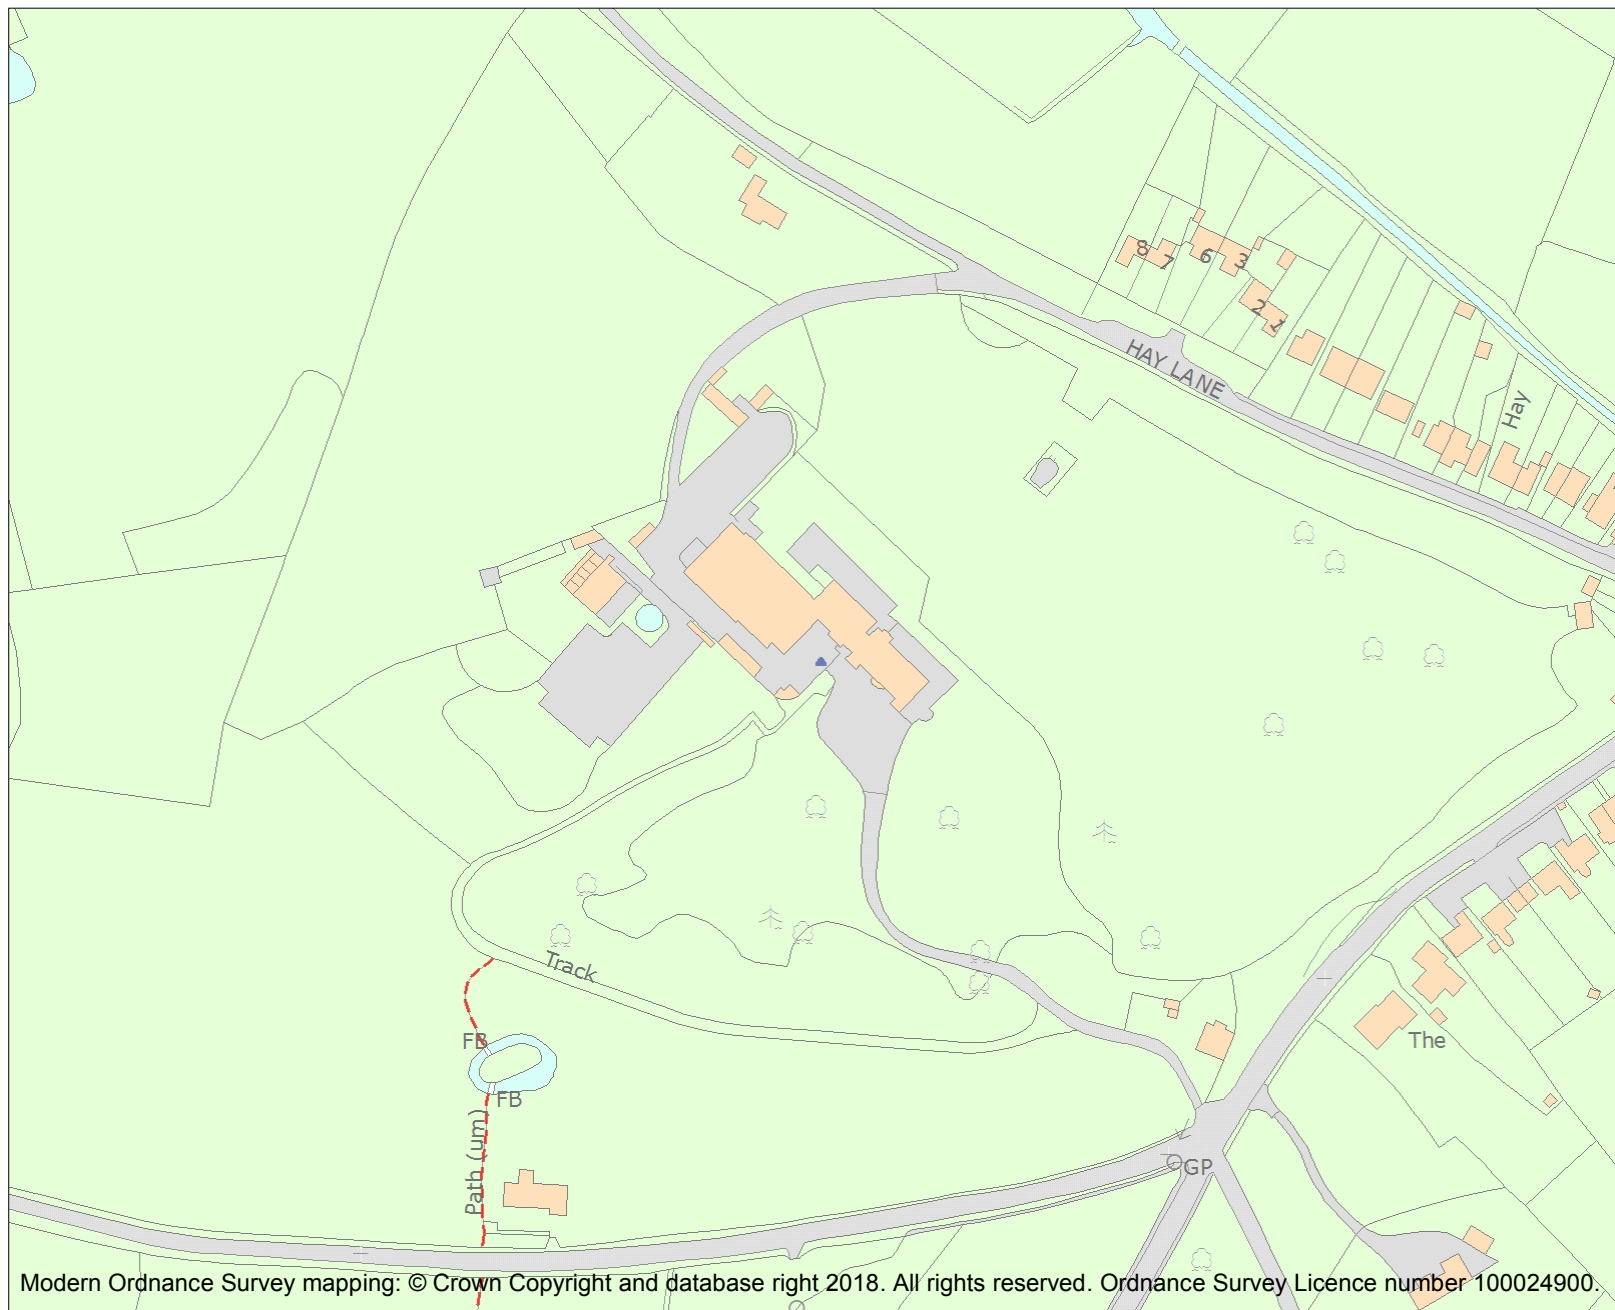 8
7
6
3
2
1
HAY LANE
Hay
Track
FB
FB
Path (um)
The
GP
Modern Ordnance Survey mapping: © Crown Copyright and database right 2018. All rights reserved. Ordnance Survey Licence number 100024900.